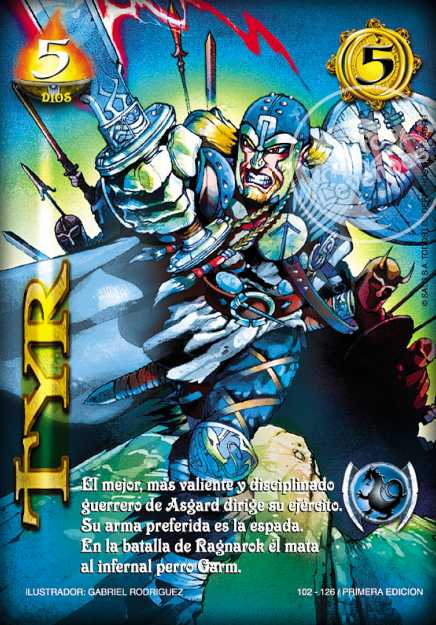 5
DIOS
5
TYR
El mejor, mas valiente y disciplinado
guerrero de Asgard dirige su ejército.
Su arma preferida es la espada.
En la batalla de Ragnarok él mata
al infernal perro Garm.
ILUSTRADOR: GABRIEL RODRIGUEZ
102 - 126 / PRIMERA EDICION